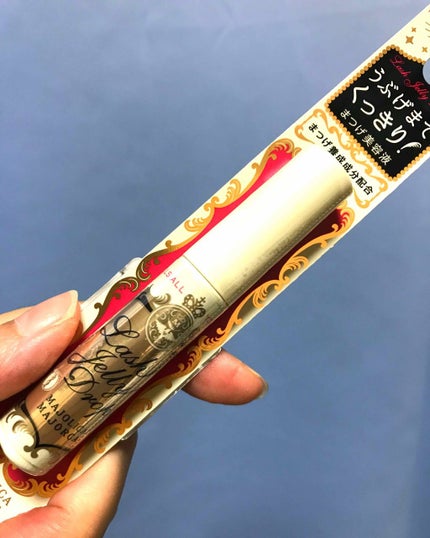 Lash Jelly
うぶげまで
くっきり!
まつげ美容液
まつげ養成成分配合
Lash
Jelly
Drop
MAJOLICA
MAJORCA